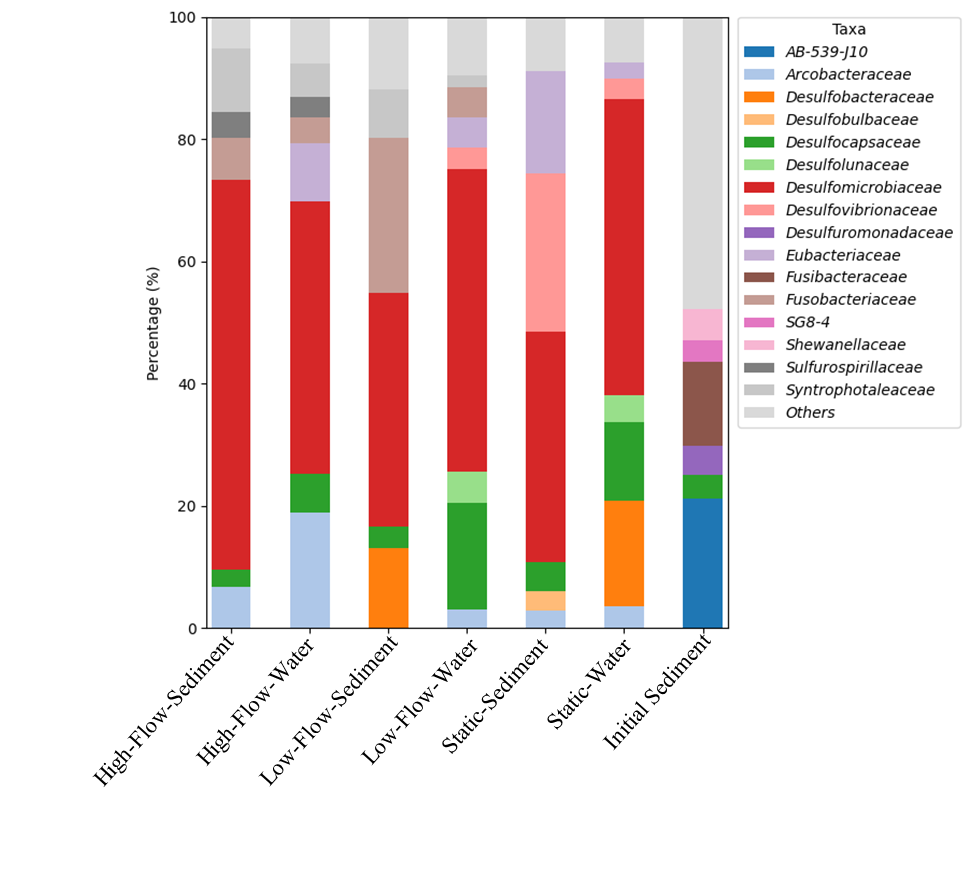 Percentage (%)
100
80
60
40
20
0
High-Flow-Sediment
High-Flow-Water
Low-Flow-Sediment
Low-Flow-Water
Static-Sediment
Static-Water
Initial Sediment
Taxa
AB-539-J10
Arcobacteraceae
Desulfobacteraceae
Desulfobulbaceae
Desulfocapsaceae
Desulfolunaceae
Desulfomicrobiaceae
Desulfovibrionaceae
Desulfuromonadaceae
Eubacteriaceae
Fusibacteraceae
Fusobacteriaceae
SG8-4
Shewanellaceae
Sulfurospirillaceae
Syntrophotaleaceae
Others